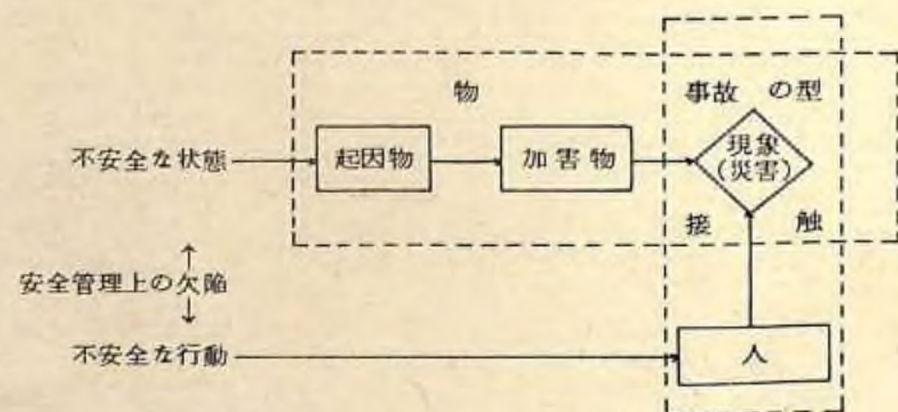 物
事故の型
不安全な状態
起因物
加害物
現象
(災害)
接触
安全管理上の欠陥
不安全な行動
人